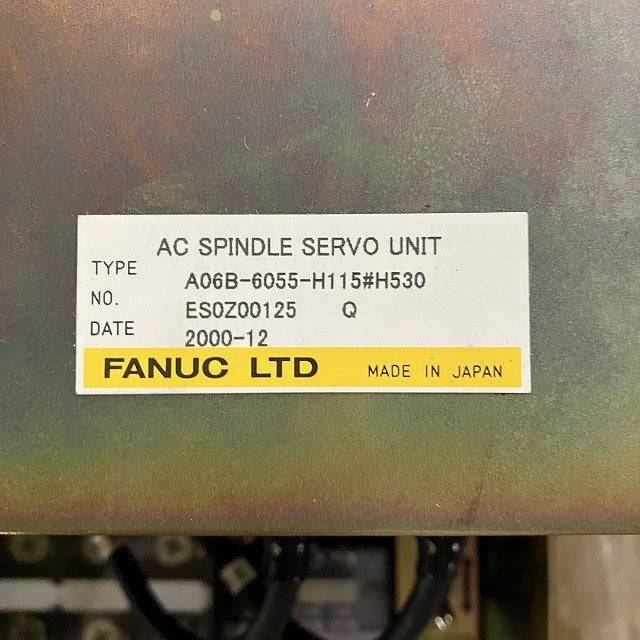 AC SPINDLE SERVO UNIT
TYPE A06B-6055-H115#H530
NO. ES0Z00125 Q
DATE 2000-12
FANUC LTD MADE IN JAPAN